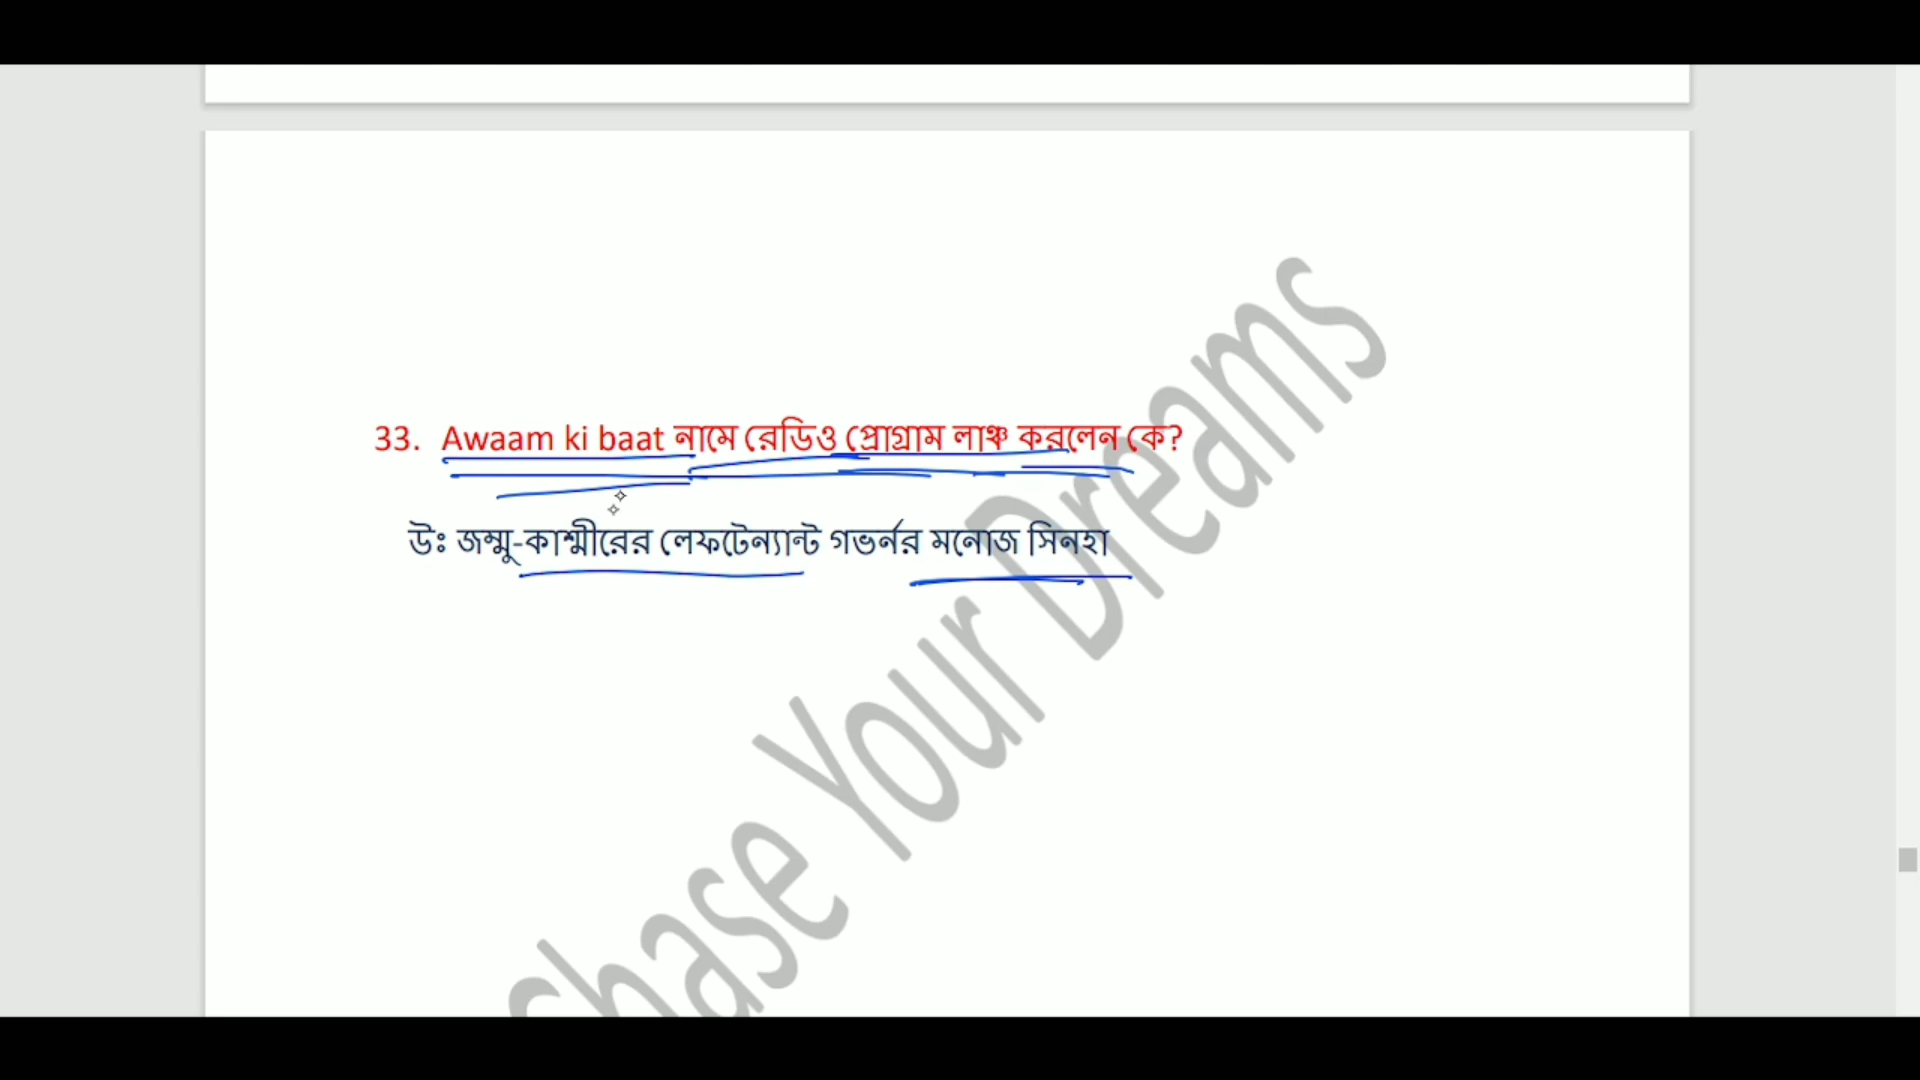 33. Awaam ki baat নামে রেডিও প্রোগ্রাম লাঞ্চ করলেন কে?
উঃ জম্মু-কাশ্মীরের লেফটেন্যান্ট গভর্নর মনোজ সিনহা
Chase Your Dreams